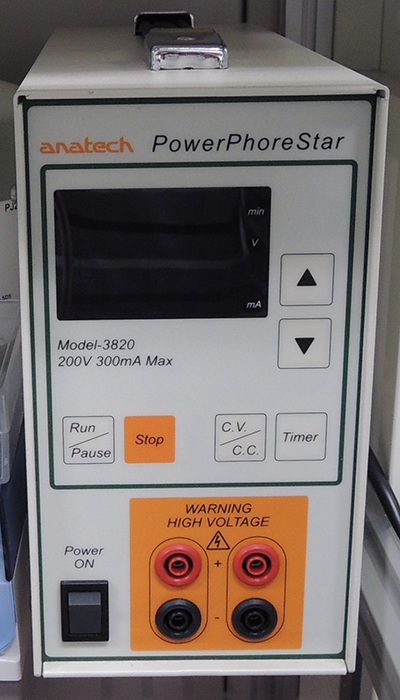 anatech PowerPhoreStar
min
V
mA
▲
Model-3820
200V 300mA Max
▼
Run
Pause
Stop
C.V.
C.C.
Timer
WARNING
HIGH VOLTAGE
+
-
Power
ON